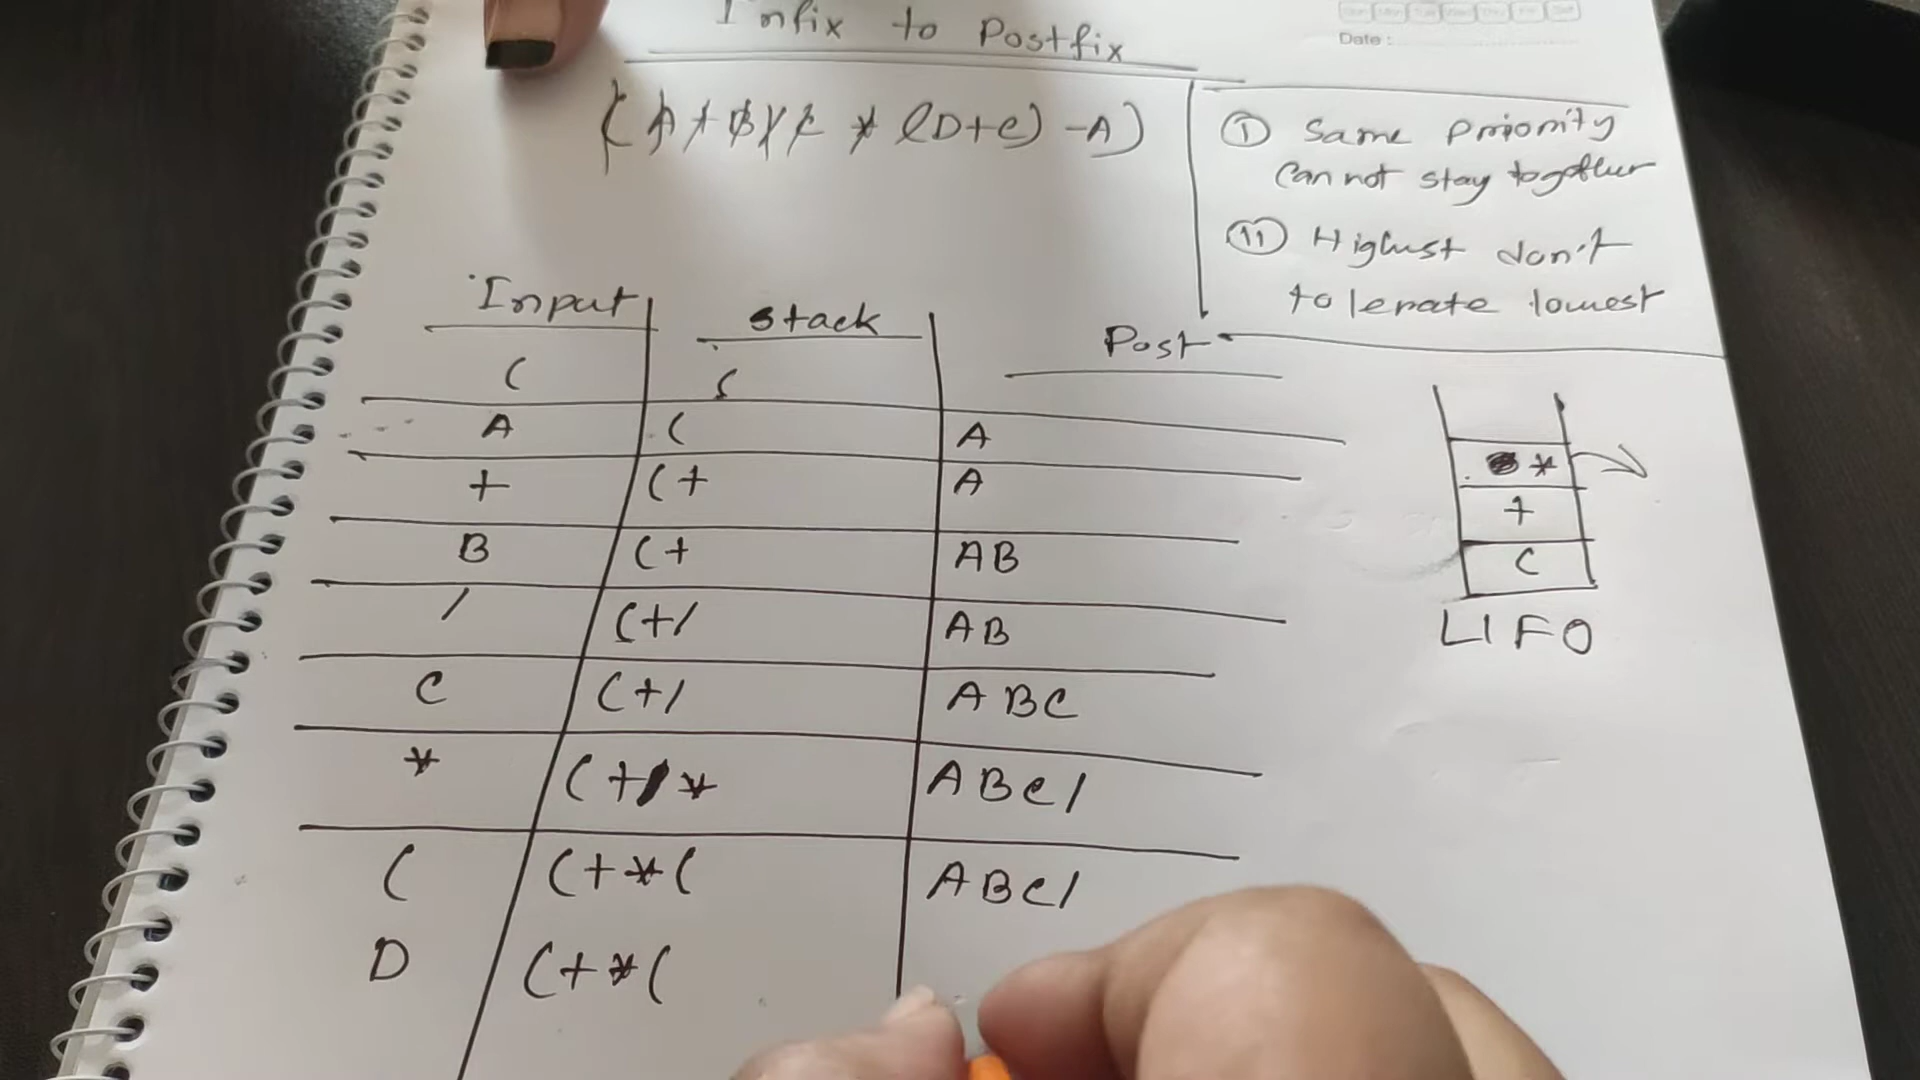 Infix to Postfix
Date :
(A+B/C * (D+C) -A)
① Same Priority
Can not stay together
⑪ Highest don't
tolerate lowest
Input stack Post
( (
A ( A
+ (+ A
B (+ AB
/ (+/ AB
C (+/ ABC
* (+/* ABC/
( (+*( ABC/
D (+*(
*
+
(
LIFO